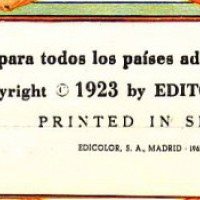 para todos los países ad
yright © 1923 by EDITO
PRINTED IN S
EDICOLOR, S. A., MADRID - 196